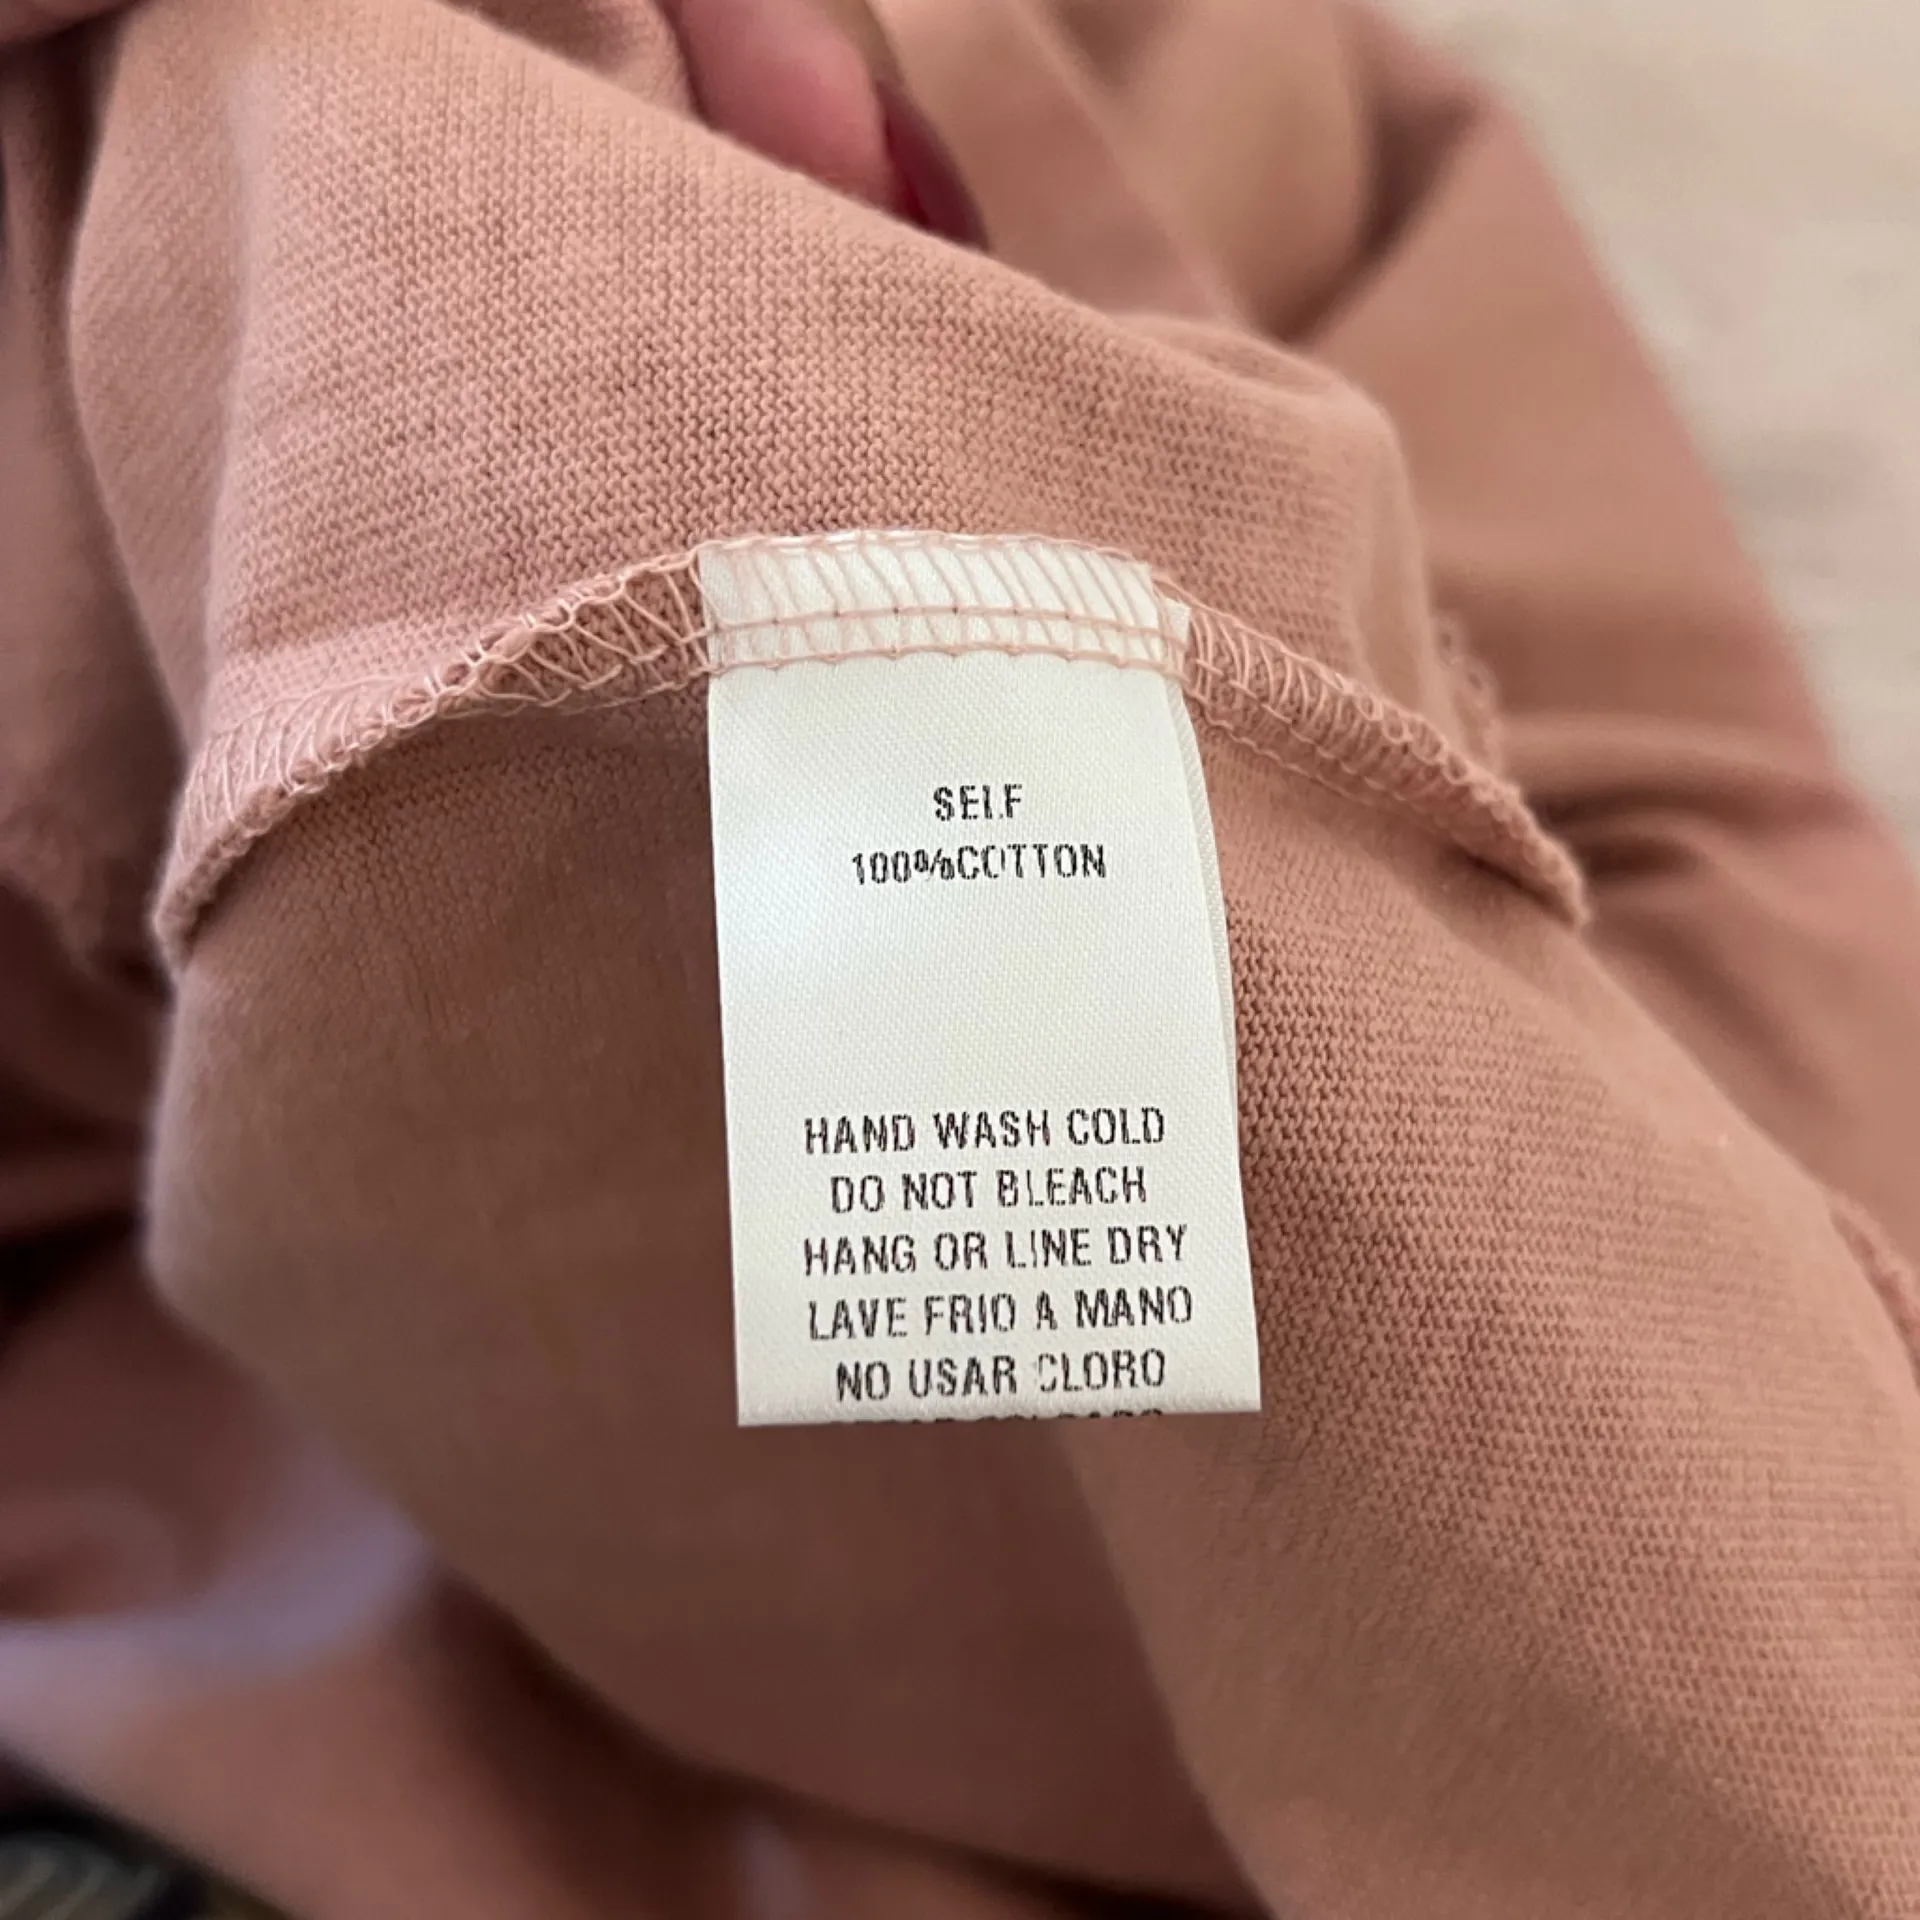 SELF
100%COTTON
HAND WASH COLD
DO NOT BLEACH
HANG OR LINE DRY
LAVE FRIO A MANO
NO USAR CLORO